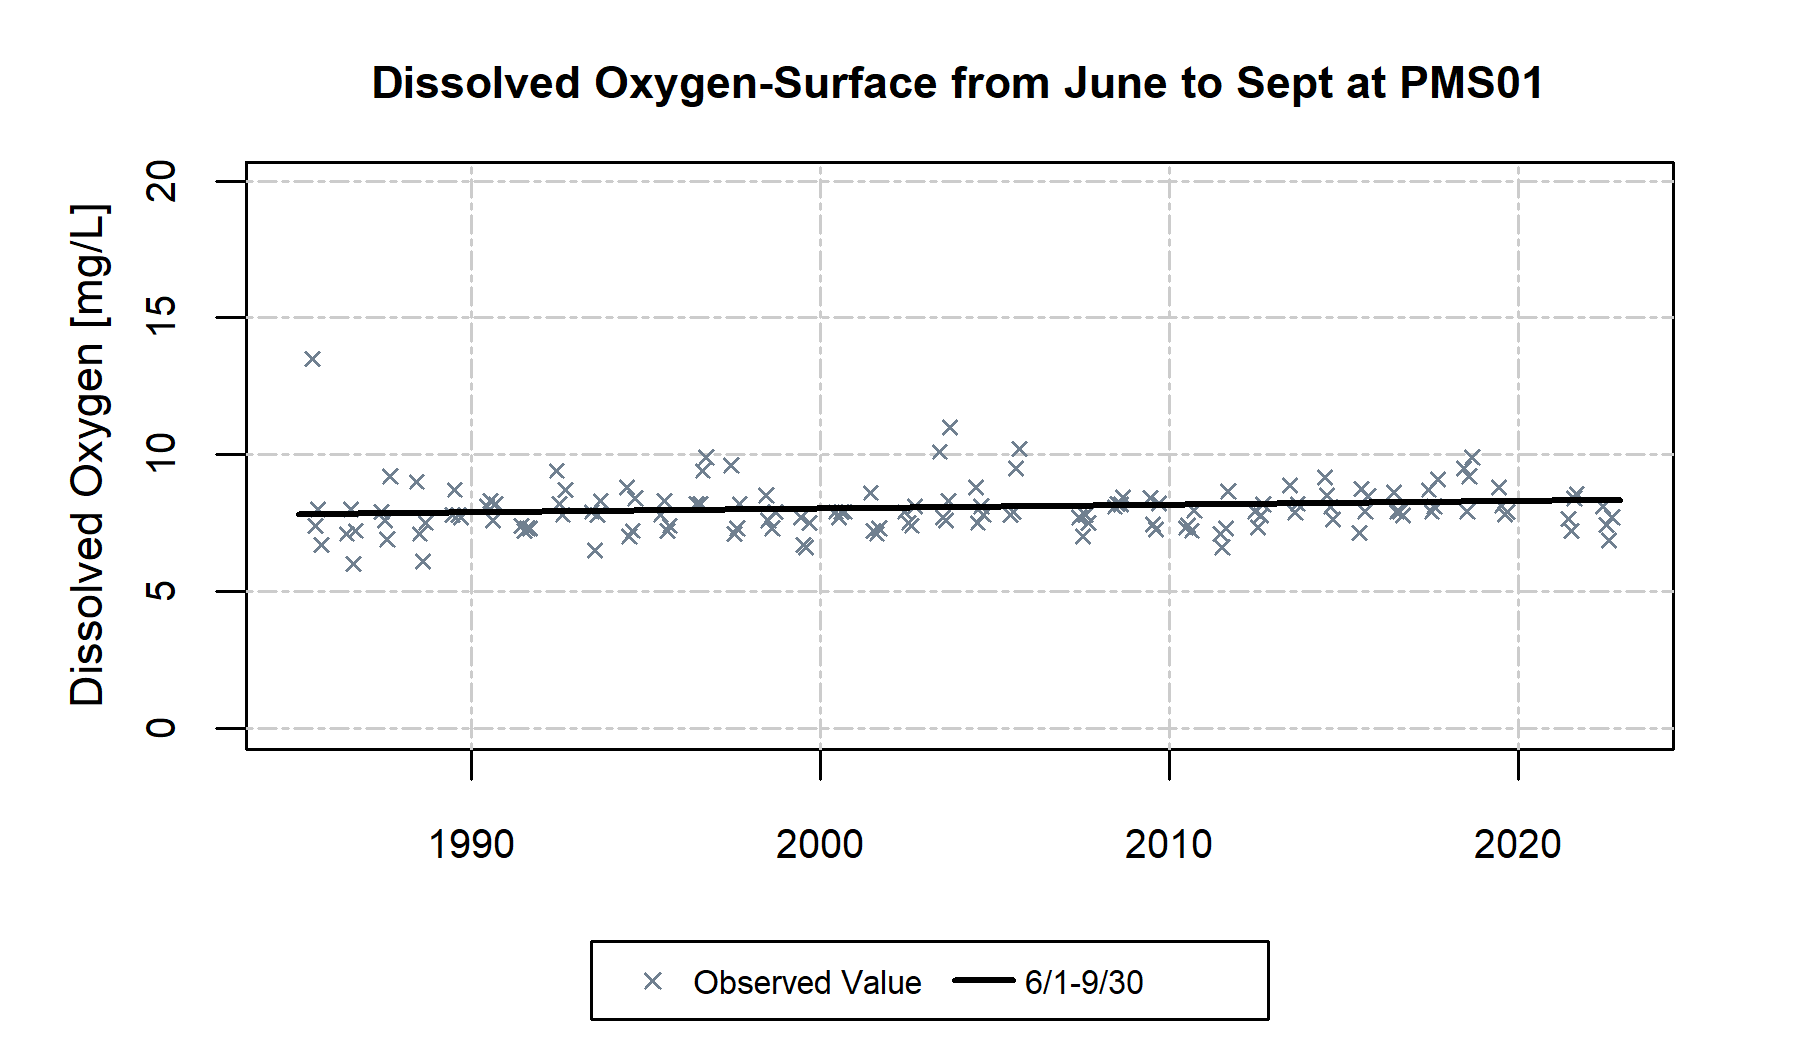 Dissolved Oxygen-Surface from June to Sept at PMS01
Dissolved Oxygen [mg/L]
20
15
10
5
0
1990 2000 2010 2020
Observed Value 6/1-9/30